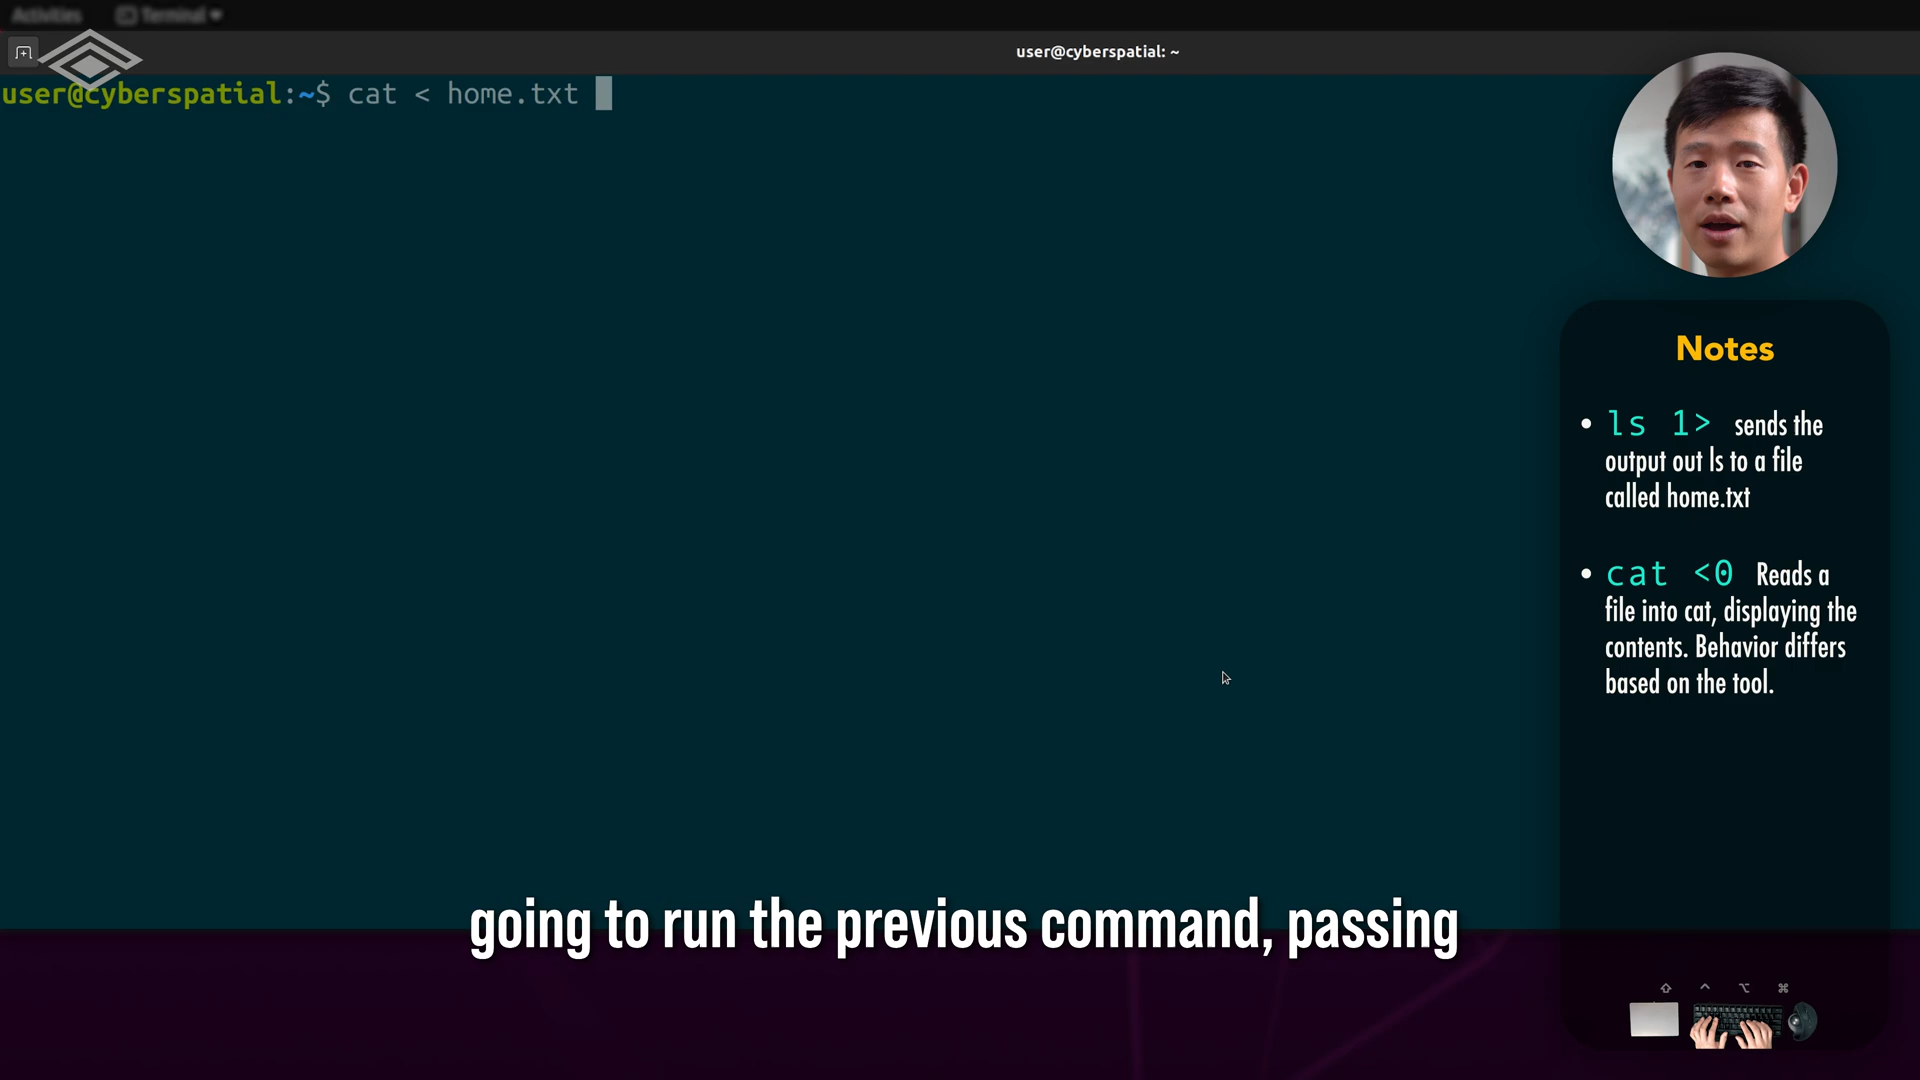 Activities Terminal
user@cyberspatial: ~
user@cyberspatial:~$ cat < home.txt
Notes
• ls 1> sends the
output out ls to a file
called home.txt
• cat <0 Reads a
file into cat, displaying the
contents. Behavior differs
based on the tool.
going to run the previous command, passing